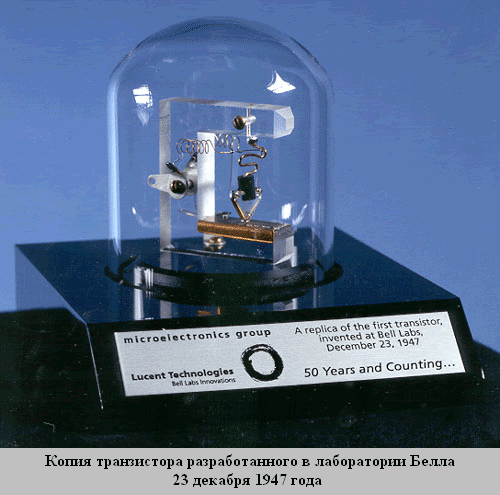 microelectronics group
Lucent Technologies
Bell Labs Innovations
A replica of the first transistor,
invented at Bell Labs,
December 23, 1947
50 Years and Counting...
Копия транзистора разработанного в лаборатории Белла
23 декабря 1947 года